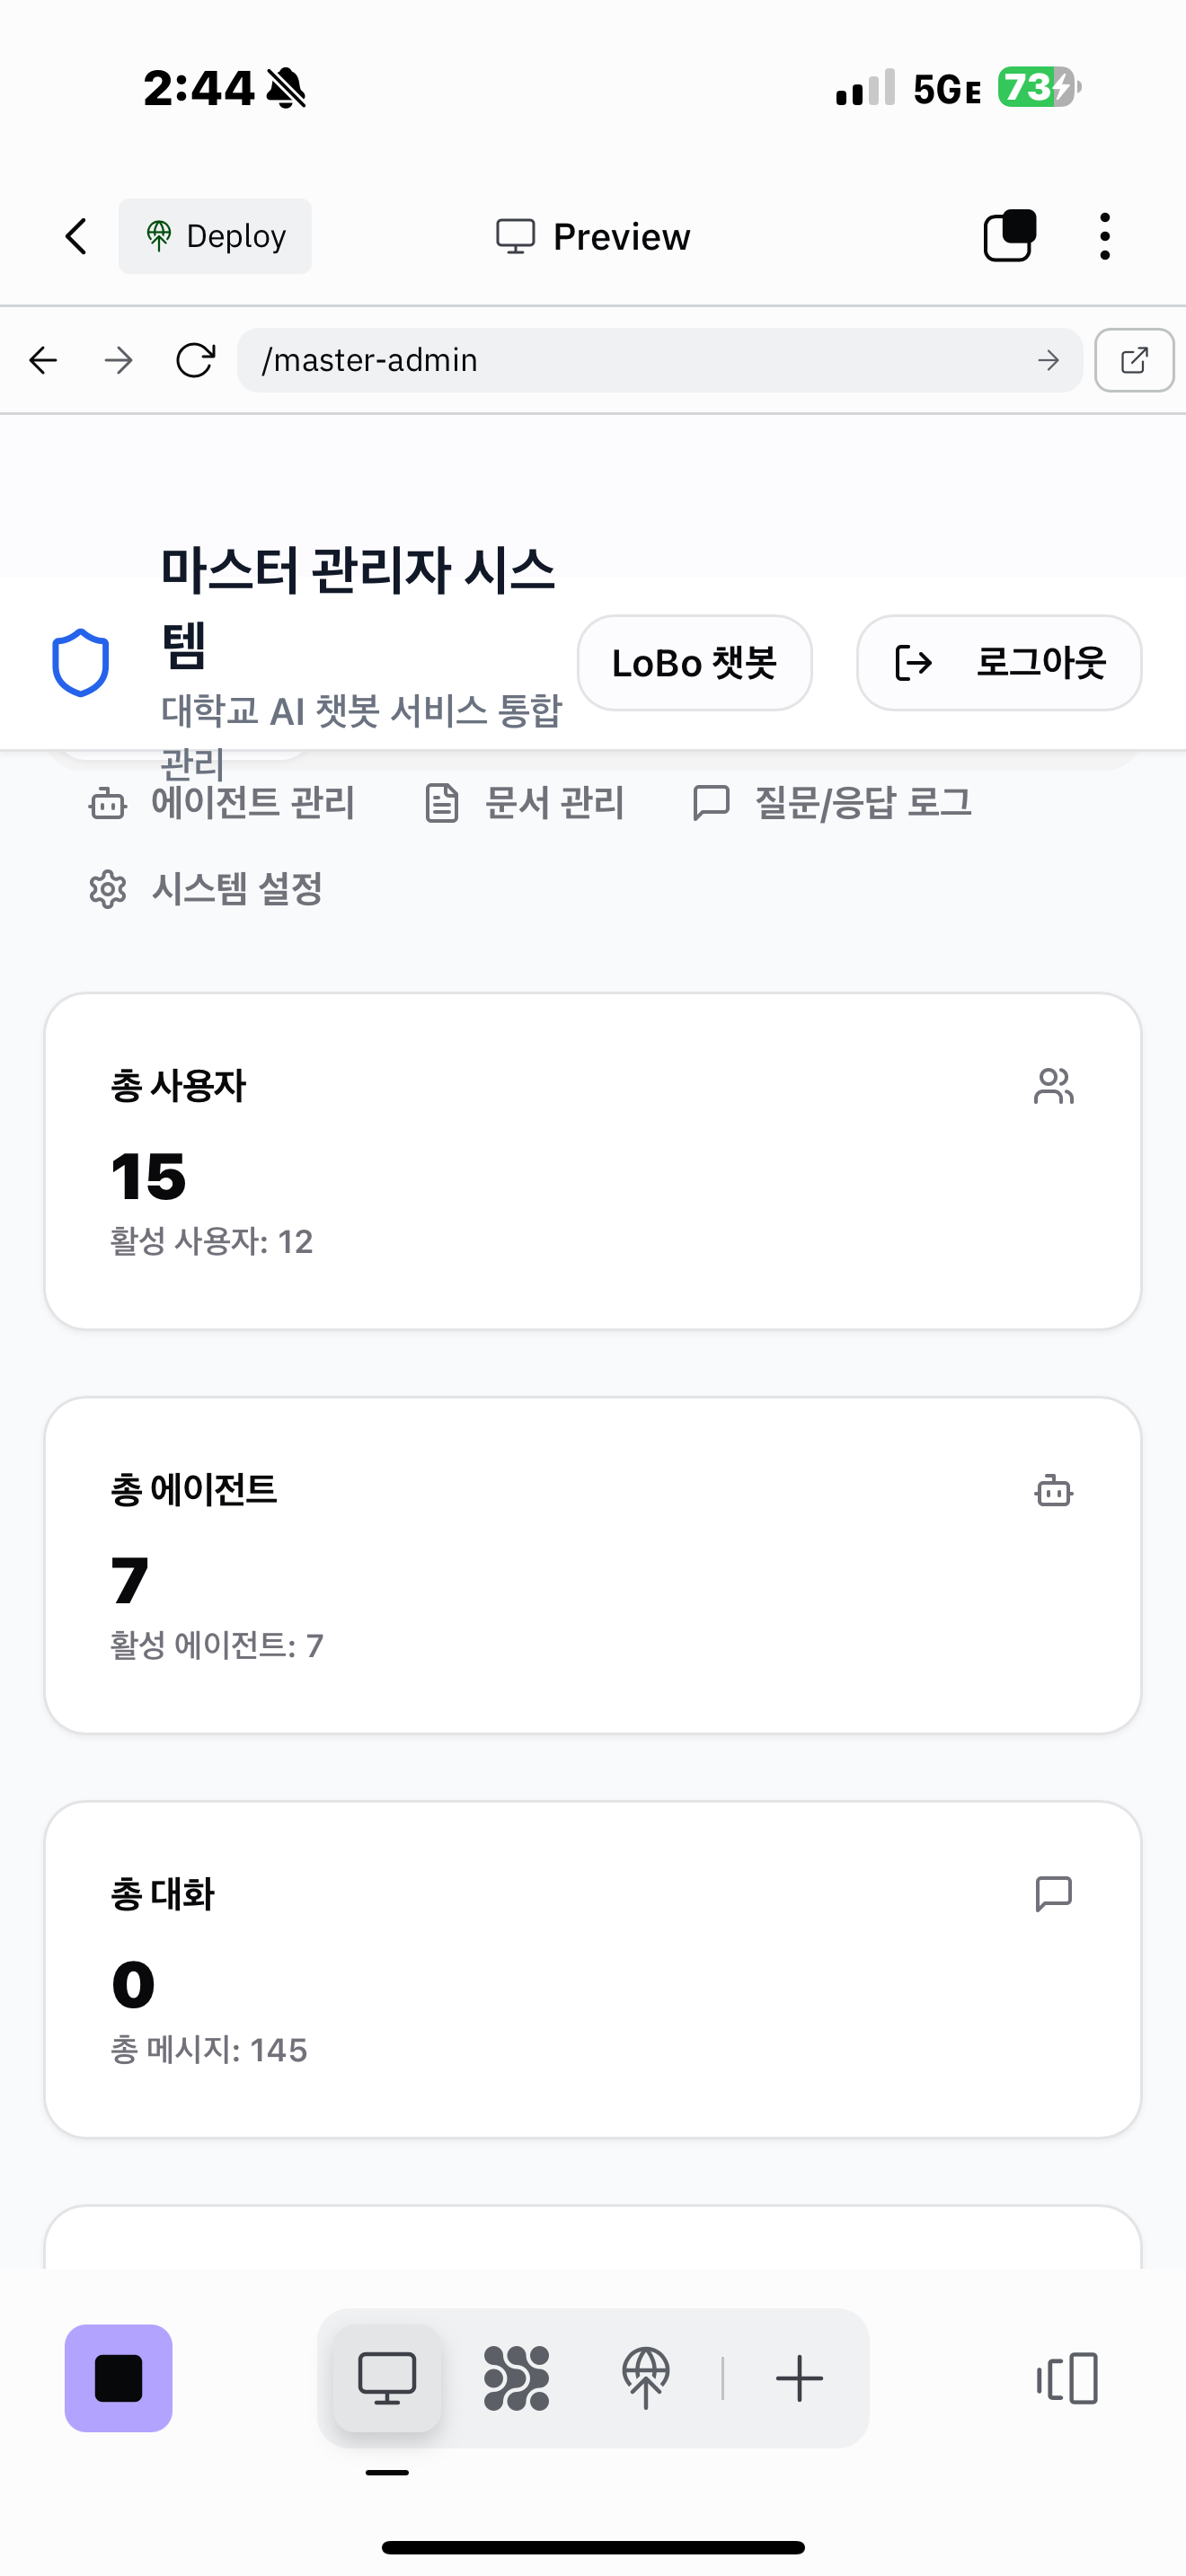 2:44
5GE
73
Deploy
Preview
/master-admin
마스터 관리자 시스
템
대학교 AI 챗봇 서비스 통합
관리
LoBo 챗봇
로그아웃
에이전트 관리
문서 관리
질문/응답 로그
시스템 설정
총 사용자
15
활성 사용자: 12
총 에이전트
7
활성 에이전트: 7
총 대화
0
총 메시지: 145